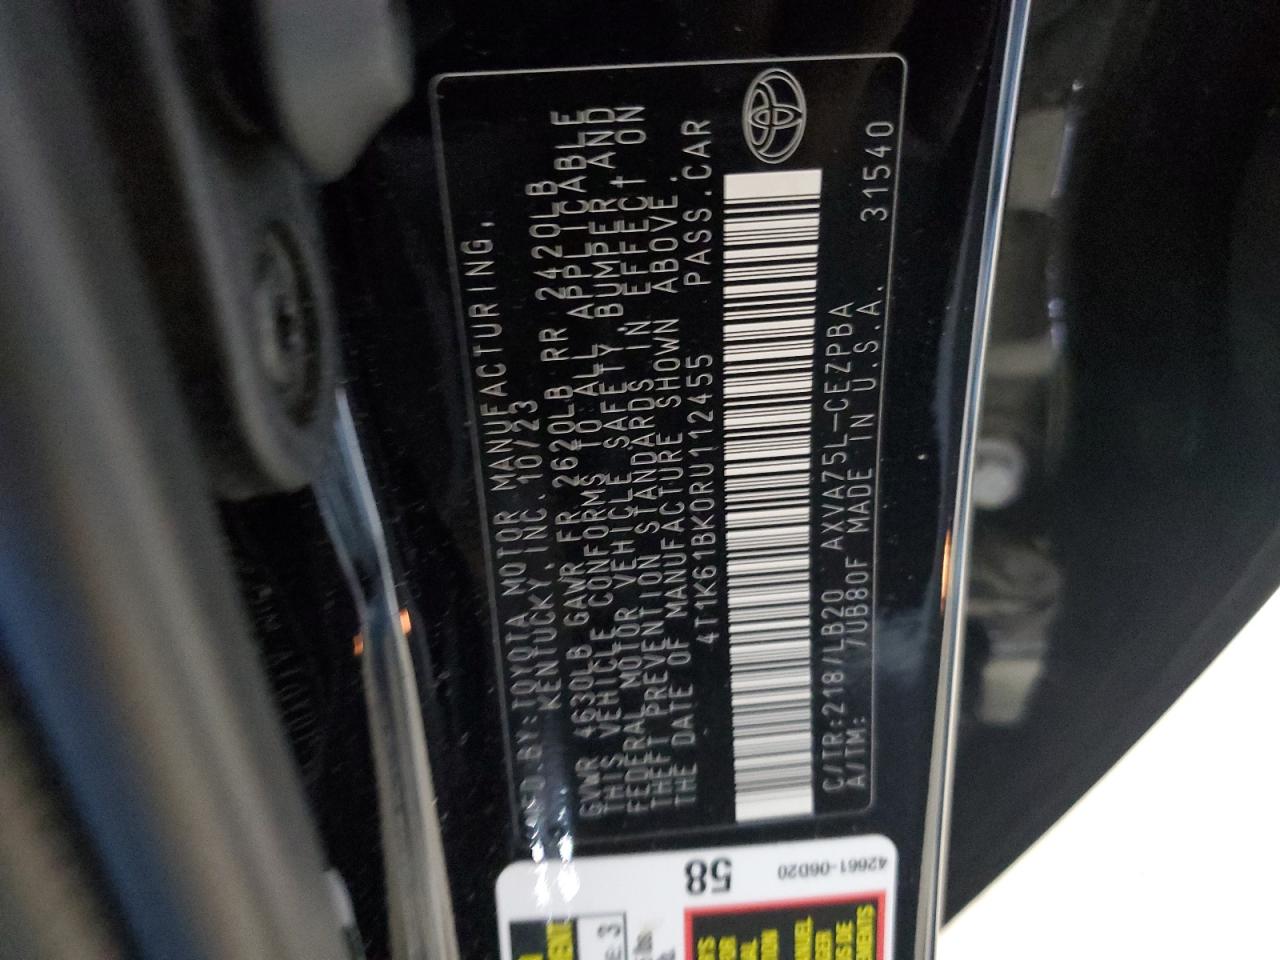 MFD.BY:TOYOTA MOTOR MANUFACTURING,
KENTUCKY,INC. 10/23
GVWR 4630LB GAWR FR 2620LB RR 2420LB
THIS VEHICLE CONFORMS TO ALL APPLICABLE
FEDERAL MOTOR VEHICLE SAFETY, BUMPER, AND
THEFT PREVENTION STANDARDS IN EFFECT ON
THE DATE OF MANUFACTURE SHOWN ABOVE.
4T1K61BK0RU112455 PASS.CAR
C/TR:218/LB20 AXVA75L-CEZPBA
A/TM: /UB80F MADE IN U.S.A. 31540
58
42661-06D20